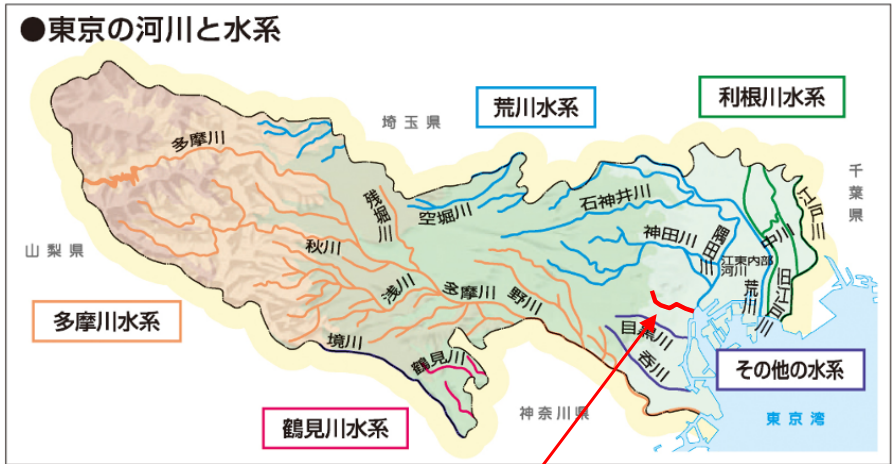 ●東京の河川と水系
埼玉県
荒川水系
利根川水系
千葉県
多摩川
残堀川
空堀川
石神井川
神田川
隅田川
江東内部
河川
中川
江戸川
旧江戸川
荒川
山梨県
秋川
浅川
多摩川
野川
目黒川
呑川
多摩川水系
境川
鶴見川
その他の水系
鶴見川水系
神奈川県
東京湾